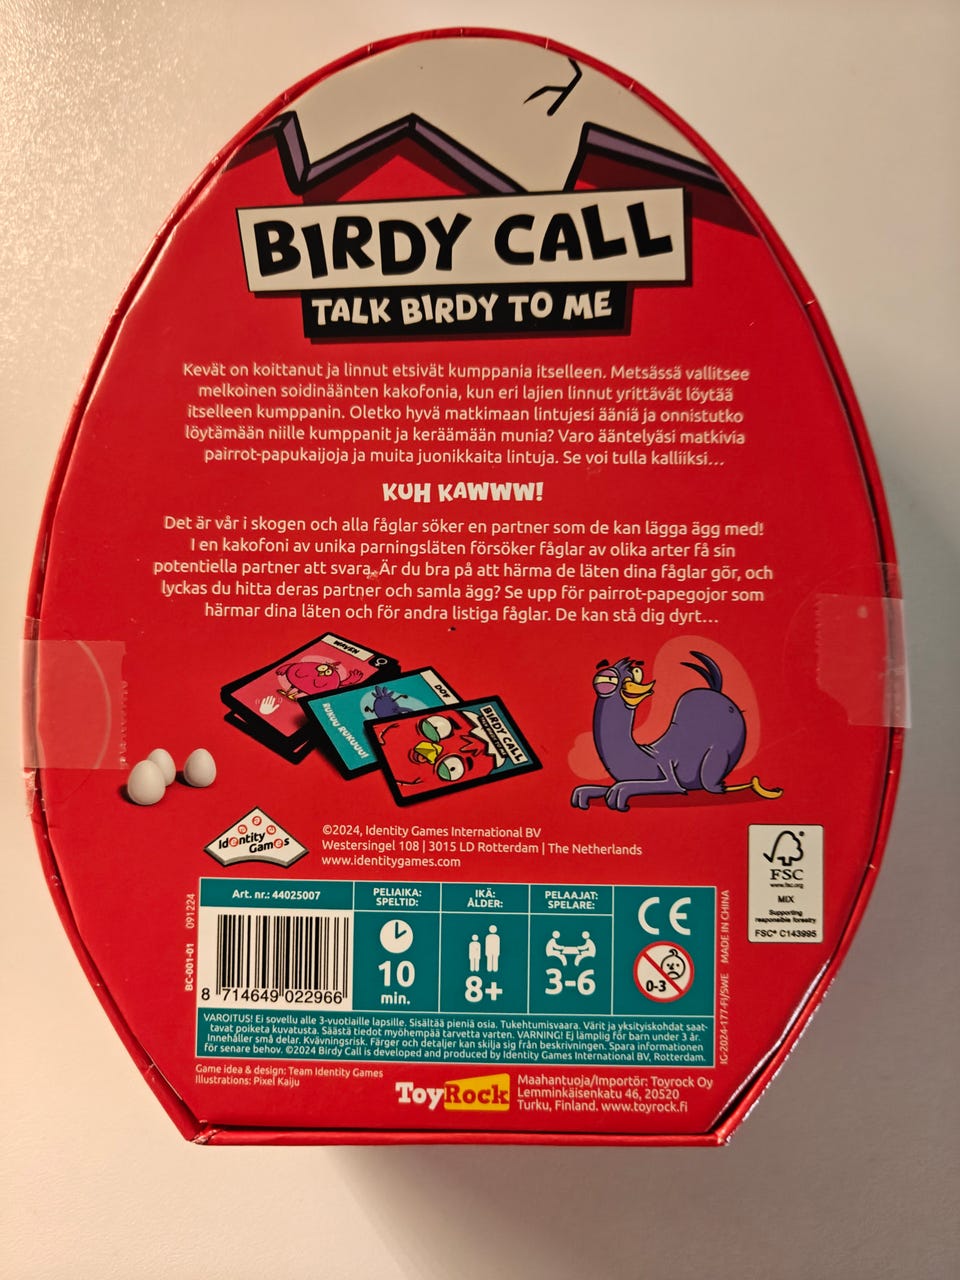 BIRDY CALL
TALK BIRDY TO ME
Kevät on koittanut ja linnut etsivät kumppania itselleen. Metsässä vallitsee
melkoinen soidinäänten kakofonia, kun eri lajien linnut yrittävät löytää
itselleen kumppanin. Oletko hyvä matkimaan lintujesi ääniä ja onnistutko
löytämään niille kumppanit ja keräämään munia? Varo ääntelyäsi matkivia
pairrot-papukaijoja ja muita juonikkaita lintuja. Se voi tulla kalliiksi...
KUH KAWWW!
Det är vår i skogen och alla fåglar söker en partner som de kan lägga ägg med!
I en kakofoni av unika parningsläten försöker fåglar av olika arter få sin
potentiella partner att svara. Är du bra på att härma de läten dina fåglar gör, och
lyckas du hitta deras partner och samla ägg? Se upp för pairrot-papegojor som
härmar dina läten och för andra listiga fåglar. De kan stå dig dyrt...
RUKUU RUKUUU!
BIRDY CALL
Identity Games
©2024, Identity Games International BV
Westersingel 108 | 3015 LD Rotterdam | The Netherlands
www.identitygames.com
FSC
www.fsc.org
MIX
Supporting
responsible forestry
FSC® C143995
BC-001-01 091224
Art. nr.: 44025007
8 714649 022966
PELIAIKA:
SPELTID:
10
min.
IKÄ:
ÅLDER:
8+
PELAAJAT:
SPELARE:
3-6
CE
0-3
IG-2024-177-FI/SWE MADE IN CHINA
VAROITUS! Ei sovellu alle 3-vuotiaille lapsille. Sisältää pieniä osia. Tukehtumisvaara. Värit ja yksityiskohdat saat-
tavat poiketa kuvatusta. Säästä tiedot myöhempää tarvetta varten. VARNING! Ej lämplig för barn under 3 år.
Innehåller små delar. Kvävningsrisk. Färger och detaljer kan skilja sig från beskrivningen. Spara informationen
för senare behov. ©2024 Birdy Call is developed and produced by Identity Games International BV, Rotterdam.
Game idea & design: Team Identity Games
Illustrations: Pixel Kaiju
ToyRock
Maahantuoja/Importör: Toyrock Oy
Lemminkäisenkatu 46, 20520
Turku, Finland. www.toyrock.fi